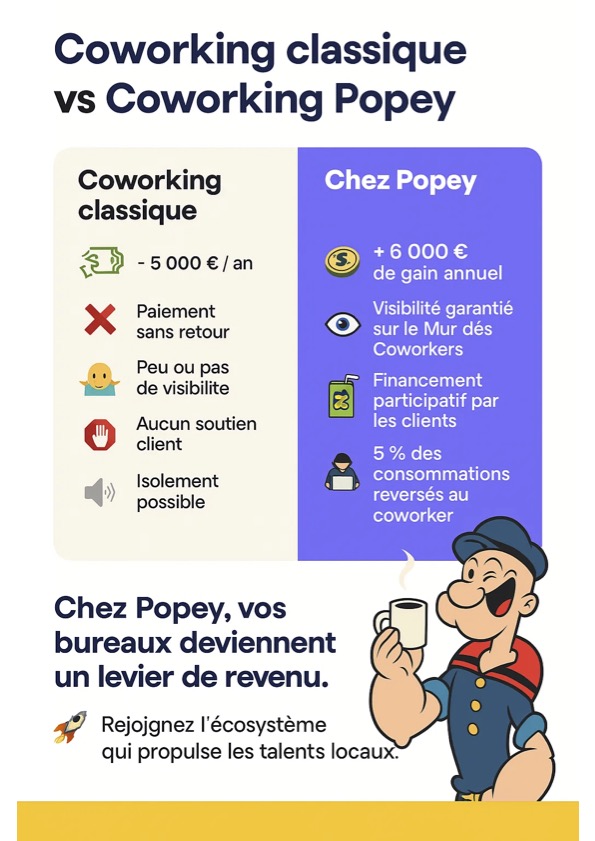 Coworking classique
vs Coworking Popey
Coworking
classique
- 5 000 € / an
Paiement
sans retour
Peu ou pas
de visibilite
Aucun soutien
client
Isolement
possible
Chez Popey
+ 6 000 €
de gain annuel
Visibilité garantié
sur le Mur dés
Coworkers
Financement
participatif par
les clients
5 % des
consommations
reversés au
coworker
Chez Popey, vos
bureaux deviennent
un levier de revenu.
Rejojgnez l'écosystème
qui propulse les talents locaux.